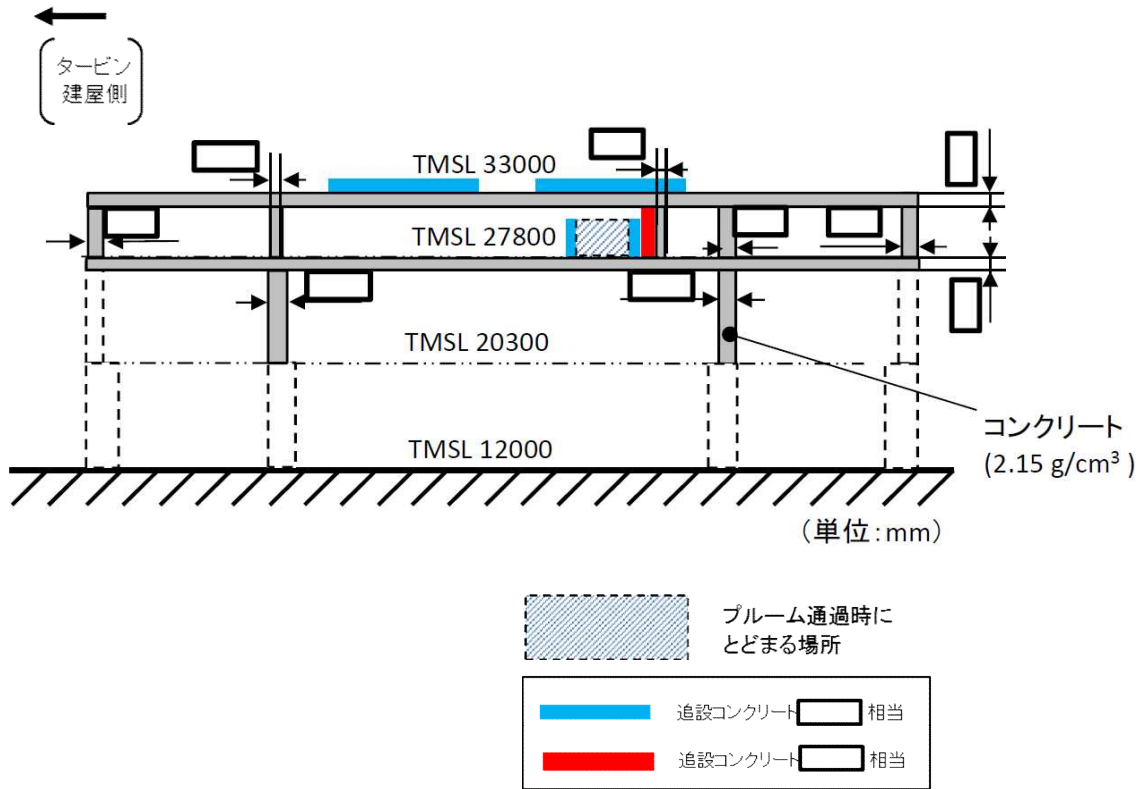 タービン
建屋側
TMSL 33000
TMSL 27800
TMSL 20300
TMSL 12000
コンクリート
(2.15 g/cm³ )
(単位:mm)
プルーム通過時に
とどまる場所
追設コンクリート 相当
追設コンクリート 相当